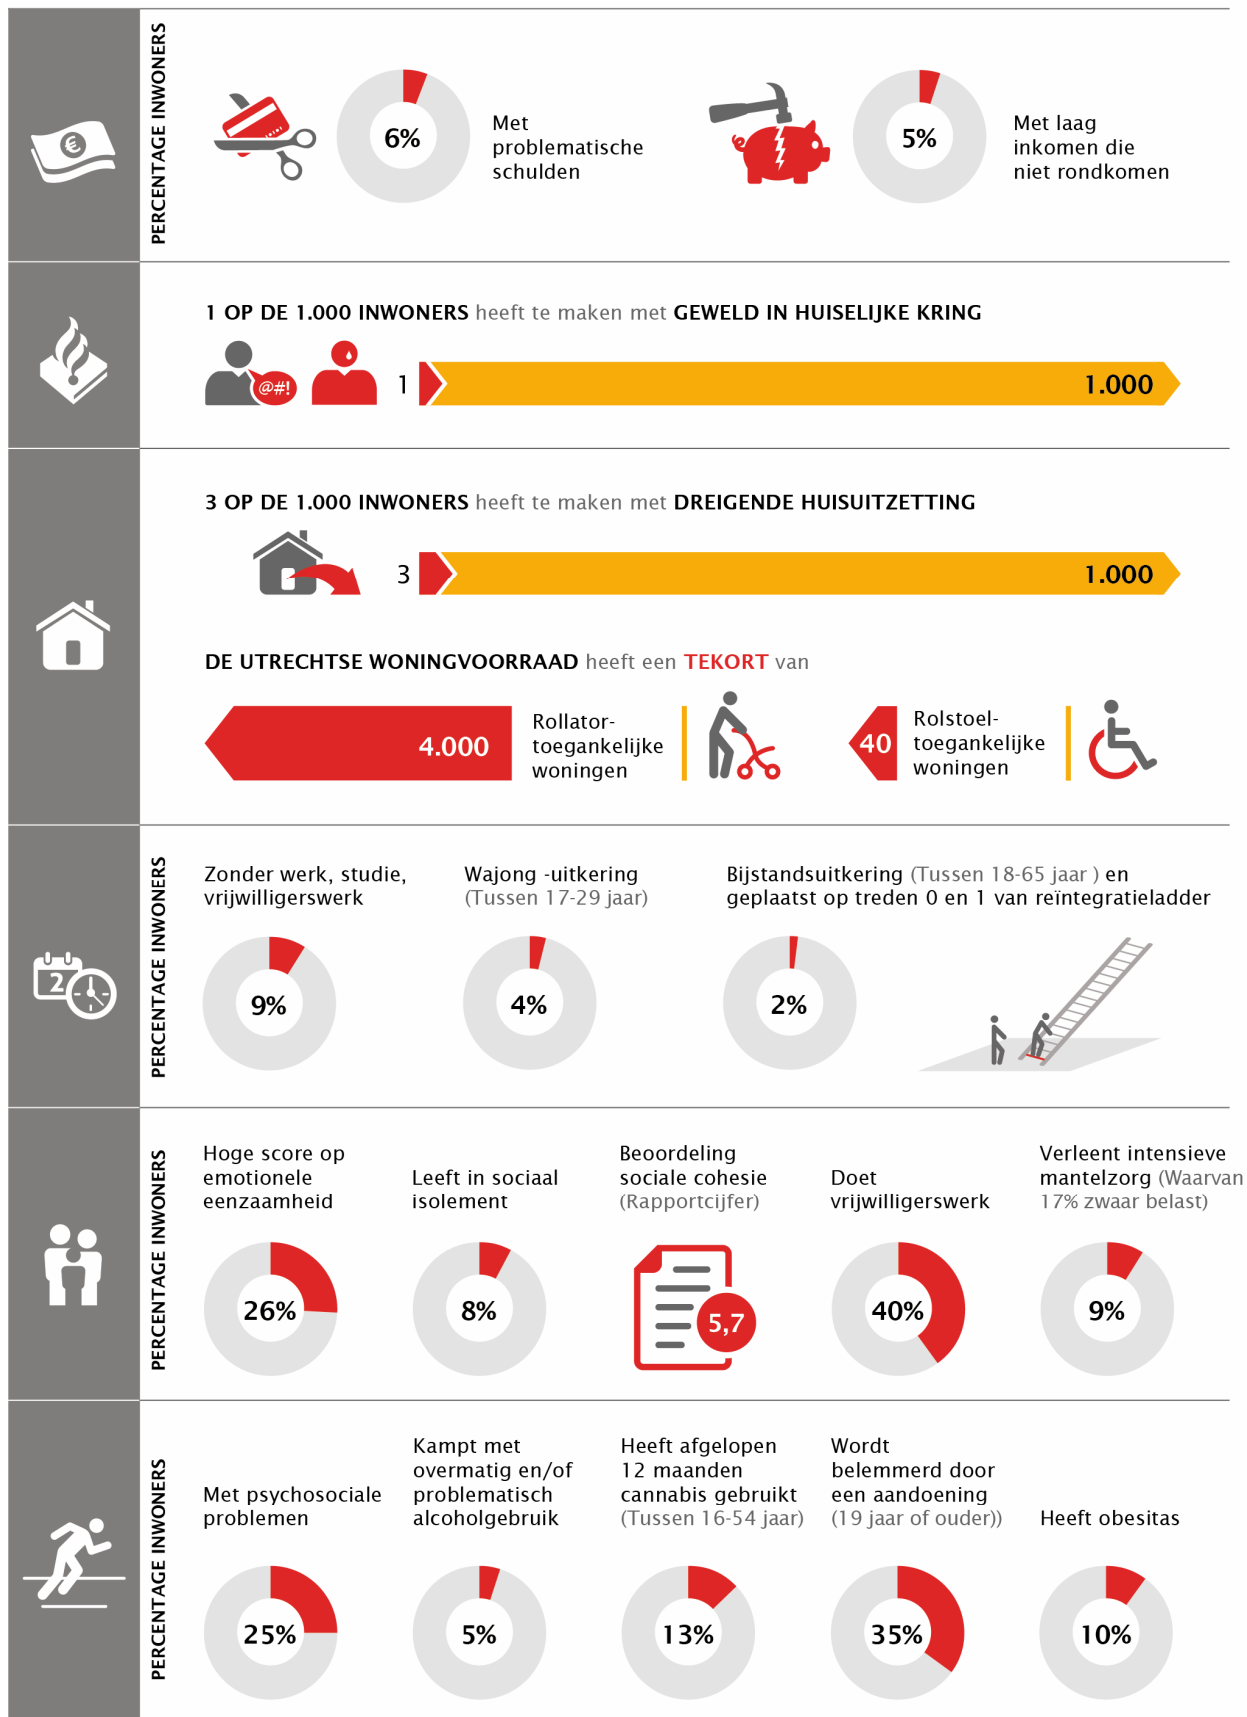 PERCENTAGE INWONERS
6%
Met
problematische
schulden
5%
Met laag
inkomen die
niet rondkomen
1 OP DE 1.000 INWONERS heeft te maken met GEWELD IN HUISELIJKE KRING
@#!
1
1.000
3 OP DE 1.000 INWONERS heeft te maken met DREIGENDE HUISUITZETTING
3
1.000
DE UTRECHTSE WONINGVOORRAAD heeft een TEKORT van
4.000
Rollator-
toegankelijke
woningen
40
Rolstoel-
toegankelijke
woningen
2
PERCENTAGE INWONERS
Zonder werk, studie,
vrijwilligerswerk
9%
Wajong -uitkering
(Tussen 17-29 jaar)
4%
Bijstandsuitkering (Tussen 18-65 jaar ) en
geplaatst op treden 0 en 1 van reïntegratieladder
2%
PERCENTAGE INWONERS
Hoge score op
emotionele
eenzaamheid
26%
Leeft in sociaal
isolement
8%
Beoordeling
sociale cohesie
(Rapportcijfer)
5,7
Doet
vrijwilligerswerk
40%
Verleent intensieve
mantelzorg (Waarvan
17% zwaar belast)
9%
PERCENTAGE INWONERS
Met psychosociale
problemen
25%
Kampt met
overmatig en/of
problematisch
alcoholgebruik
5%
Heeft afgelopen
12 maanden
cannabis gebruikt
(Tussen 16-54 jaar)
13%
Wordt
belemmerd door
een aandoening
(19 jaar of ouder))
35%
Heeft obesitas
10%